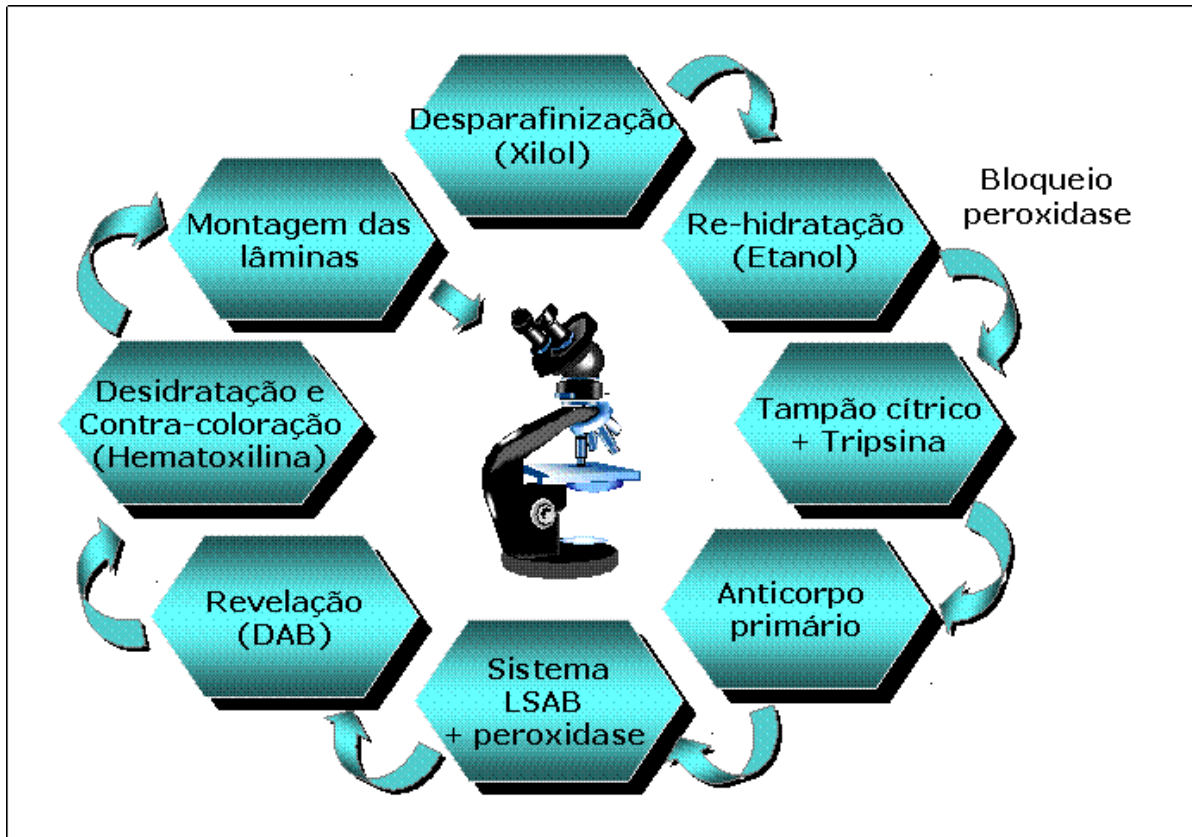 Desparafinização
(Xilol)
Re-hidratação
(Etanol)
Bloqueio
peroxidase
Tampão cítrico
+ Tripsina
Anticorpo
primário
Sistema
LSAB
+ peroxidase
Revelação
(DAB)
Desidratação e
Contra-coloração
(Hematoxilina)
Montagem das
lâminas